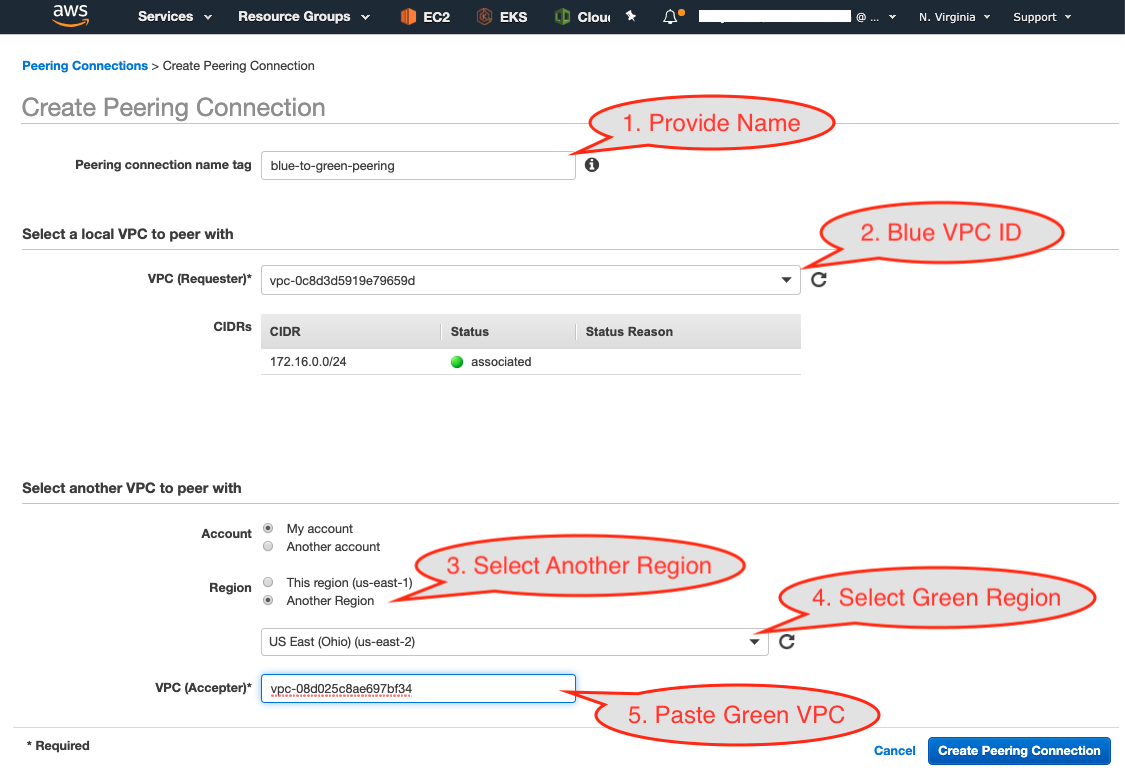 aws Services Resource Groups EC2 EKS Clou @ ... N. Virginia Support
Peering Connections > Create Peering Connection
Create Peering Connection
1. Provide Name
Peering connection name tag blue-to-green-peering
Select a local VPC to peer with
2. Blue VPC ID
VPC (Requester)* vpc-0c8d3d5919e79659d
CIDRs CIDR Status Status Reason
172.16.0.0/24 associated
Select another VPC to peer with
Account My account
Another account
3. Select Another Region
Region This region (us-east-1)
Another Region
4. Select Green Region
US East (Ohio) (us-east-2)
VPC (Accepter)* vpc-08d025c8ae697bf34
5. Paste Green VPC
* Required Cancel Create Peering Connection